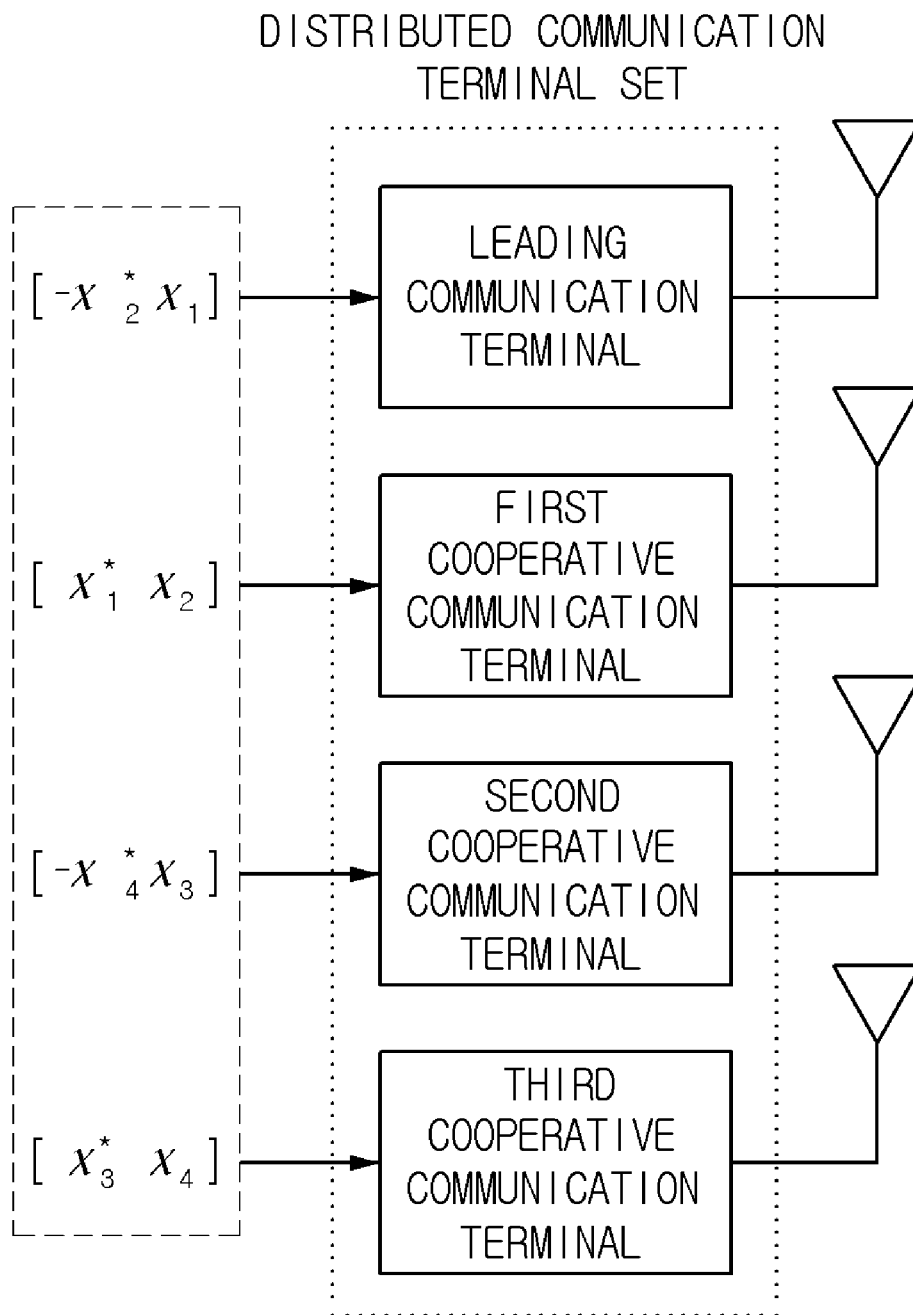 DISTRIBUTED COMMUNICATION
TERMINAL SET
[-x*2 x1]
LEADING
COMMUNICATION
TERMINAL
[x*1 x2]
FIRST
COOPERATIVE
COMMUNICATION
TERMINAL
[-x*4 x3]
SECOND
COOPERATIVE
COMMUNICATION
TERMINAL
[x*3 x4]
THIRD
COOPERATIVE
COMMUNICATION
TERMINAL